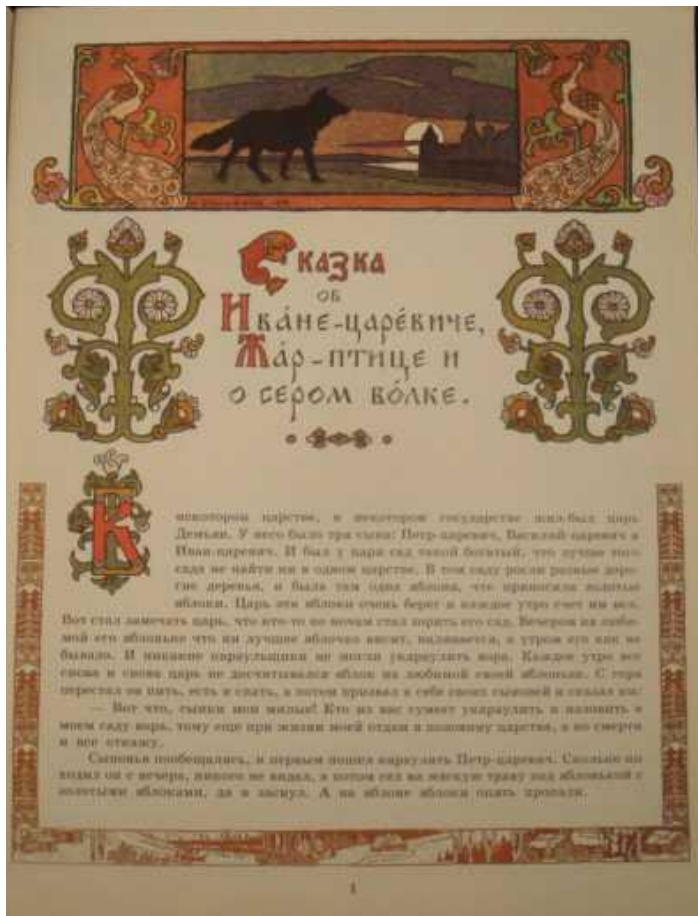 Сказка
об
Иване-царевиче,
Жар-птице и
о сером волке.
В
некотором царстве, в некотором государстве жил-был царь
Демьян. У него было три сына: Петр-царевич, Василий-царевич и
Иван-царевич. И был у царя сад такой богатый, что лучше того
сада не найти ни в одном царстве. В том саду росли разные доро-
гие деревья, и была там одна яблоня, что приносила золотые
яблоки. Царь эти яблоки очень берег и каждое утро счет им вел.
Вот стал замечать царь, что кто-то по ночам стал зорить его сад. Вечером на люби-
мой его яблоньке что ни лучшее яблочко висит, наливается, а утром его как не
бывало. И никакие караульщики не могли укараулить вора. Каждое утро все
снова и снова царь не досчитывался яблок на любимой своей яблоньке. С горя
перестал он пить, есть и спать, а потом призвал к себе своих сыновей и сказал им:
— Вот что, сынки мои милые! Кто из вас сумеет укараулить и изловить в
моем саду вора, тому еще при жизни моей отдам я половину царства, а по смерти
и все откажу.
Сыновья пообещались, и первым пошел караулить Петр-царевич. Сколько ни
ходил он с вечера, никого не видал, а потом сел на мягкую траву под яблонькой с
золотыми яблоками, да и заснул. А на яблоне яблоки опять пропали.